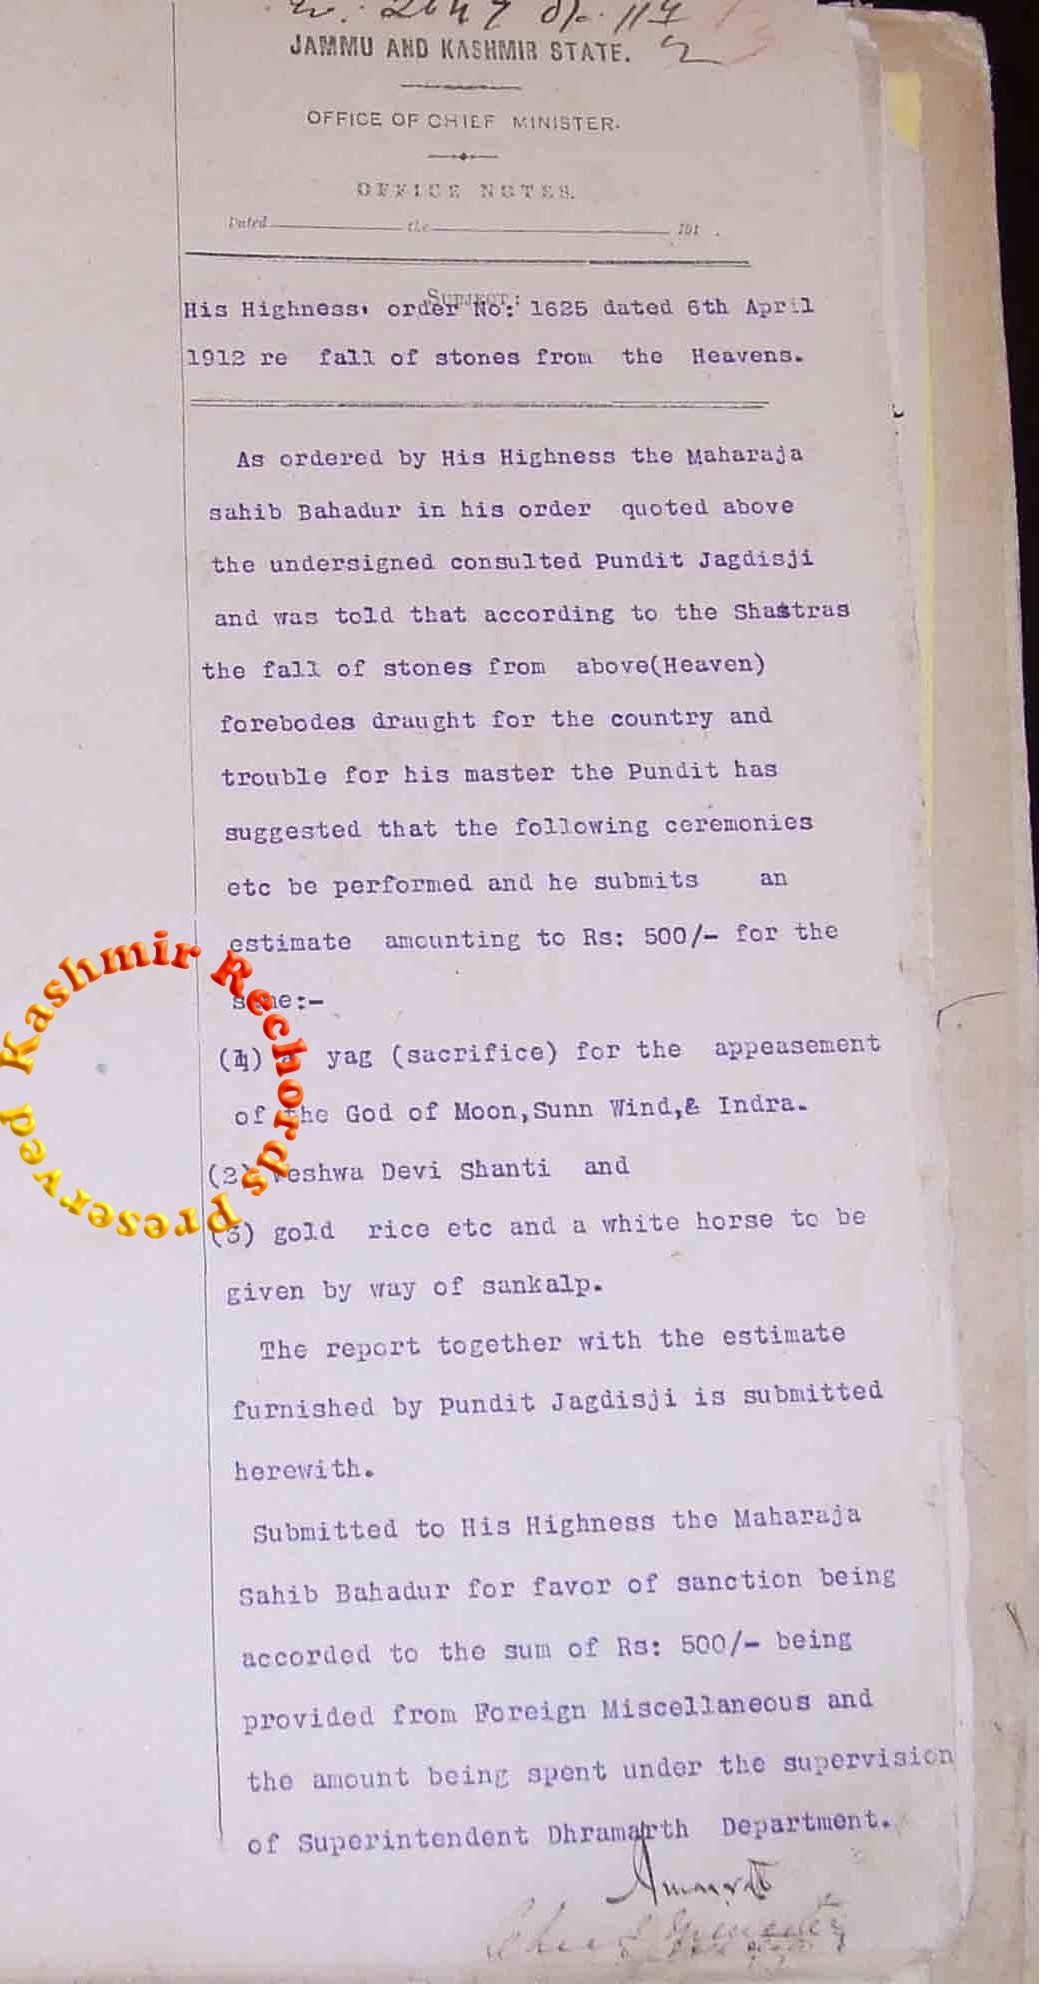 JAMMU AND KASHMIR STATE.
OFFICE OF CHIEF MINISTER.
OFFICE NOTES.
Dated the 191 .
SUBJECT:
His Highness' order No: 1625 dated 6th April
1912 re fall of stones from the Heavens.
As ordered by His Highness the Maharaja
sahib Bahadur in his order quoted above
the undersigned consulted Pundit Jagdisji
and was told that according to the Shastras
the fall of stones from above(Heaven)
forebodes draught for the country and
trouble for his master the Pundit has
suggested that the following ceremonies
etc be performed and he submits an
estimate amounting to Rs: 500/- for the
same:-
(1) a yag (sacrifice) for the appeasement
of the God of Moon,Sunn Wind,& Indra.
(2) Veshwa Devi Shanti and
(3) gold rice etc and a white horse to be
given by way of sankalp.
The report together with the estimate
furnished by Pundit Jagdisji is submitted
herewith.
Submitted to His Highness the Maharaja
Sahib Bahadur for favor of sanction being
accorded to the sum of Rs: 500/- being
provided from Foreign Miscellaneous and
the amount being spent under the supervision
of Superintendent Dhramarth Department.
Kashmir Rechords Preserved